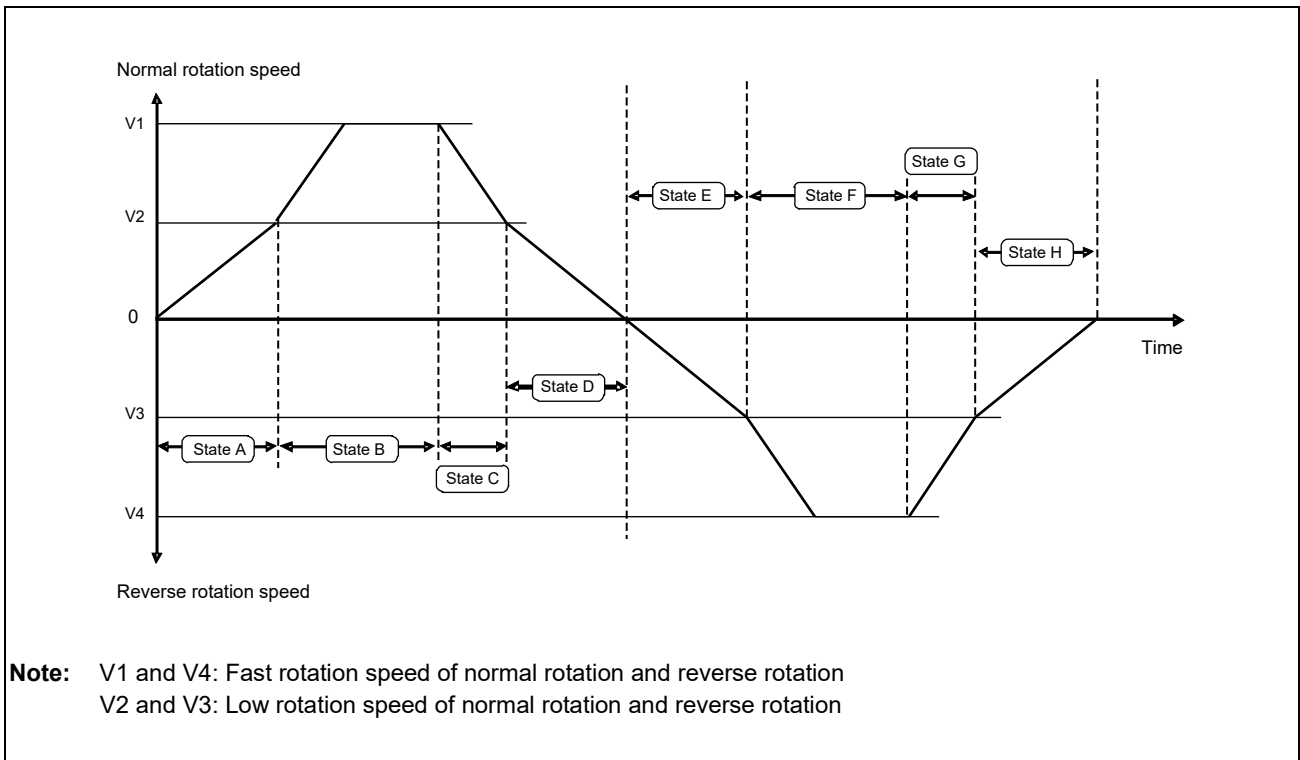 Normal rotation speed
V1
State G
State E
State F
V2
State H
0
Time
State D
V3
State A
State B
State C
V4
Reverse rotation speed
Note: V1 and V4: Fast rotation speed of normal rotation and reverse rotation
V2 and V3: Low rotation speed of normal rotation and reverse rotation